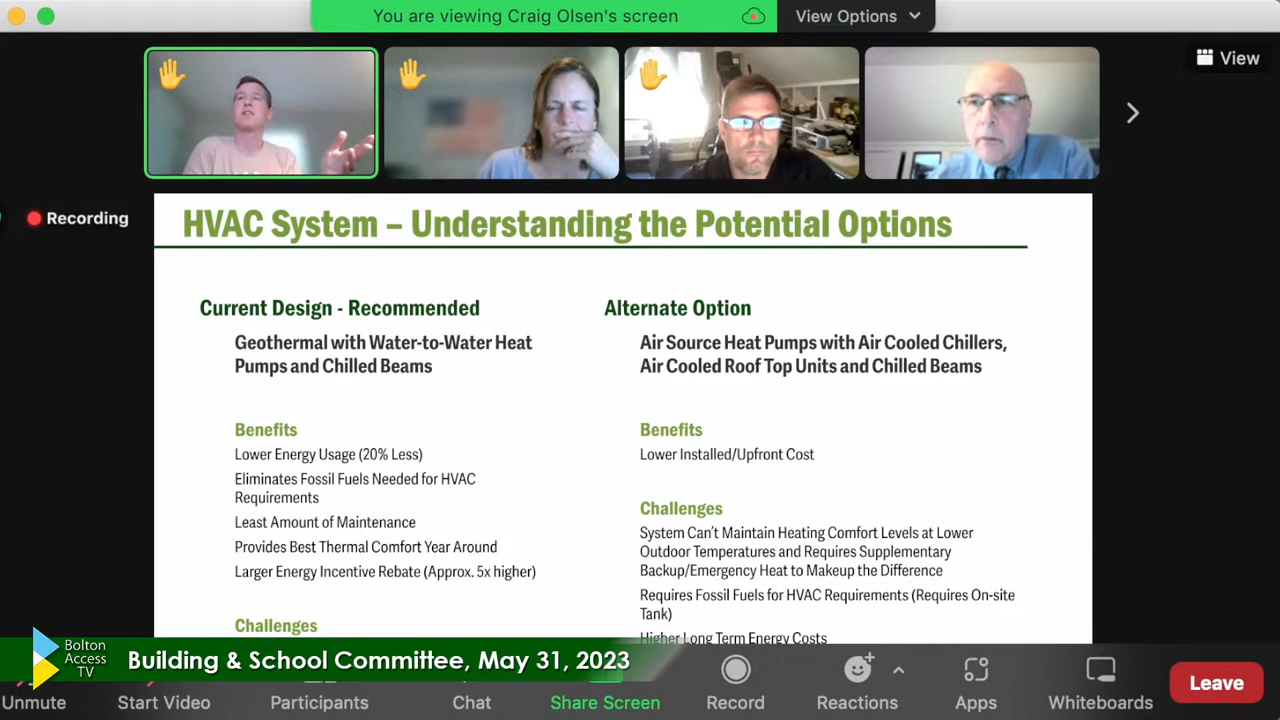 You are viewing Craig Olsen's screen
View Options
View
Recording
HVAC System – Understanding the Potential Options
Current Design - Recommended
Geothermal with Water-to-Water Heat
Pumps and Chilled Beams
Benefits
Lower Energy Usage (20% Less)
Eliminates Fossil Fuels Needed for HVAC
Requirements
Least Amount of Maintenance
Provides Best Thermal Comfort Year Around
Larger Energy Incentive Rebate (Approx. 5x higher)
Challenges
Alternate Option
Air Source Heat Pumps with Air Cooled Chillers,
Air Cooled Roof Top Units and Chilled Beams
Benefits
Lower Installed/Upfront Cost
Challenges
System Can't Maintain Heating Comfort Levels at Lower
Outdoor Temperatures and Requires Supplementary
Backup/Emergency Heat to Makeup the Difference
Requires Fossil Fuels for HVAC Requirements (Requires On-site
Tank)
Higher Long Term Energy Costs
Bolton
Access
TV
Building & School Committee, May 31, 2023
Unmute
Start Video
Participants
Chat
Share Screen
Record
Reactions
Apps
Whiteboards
Leave